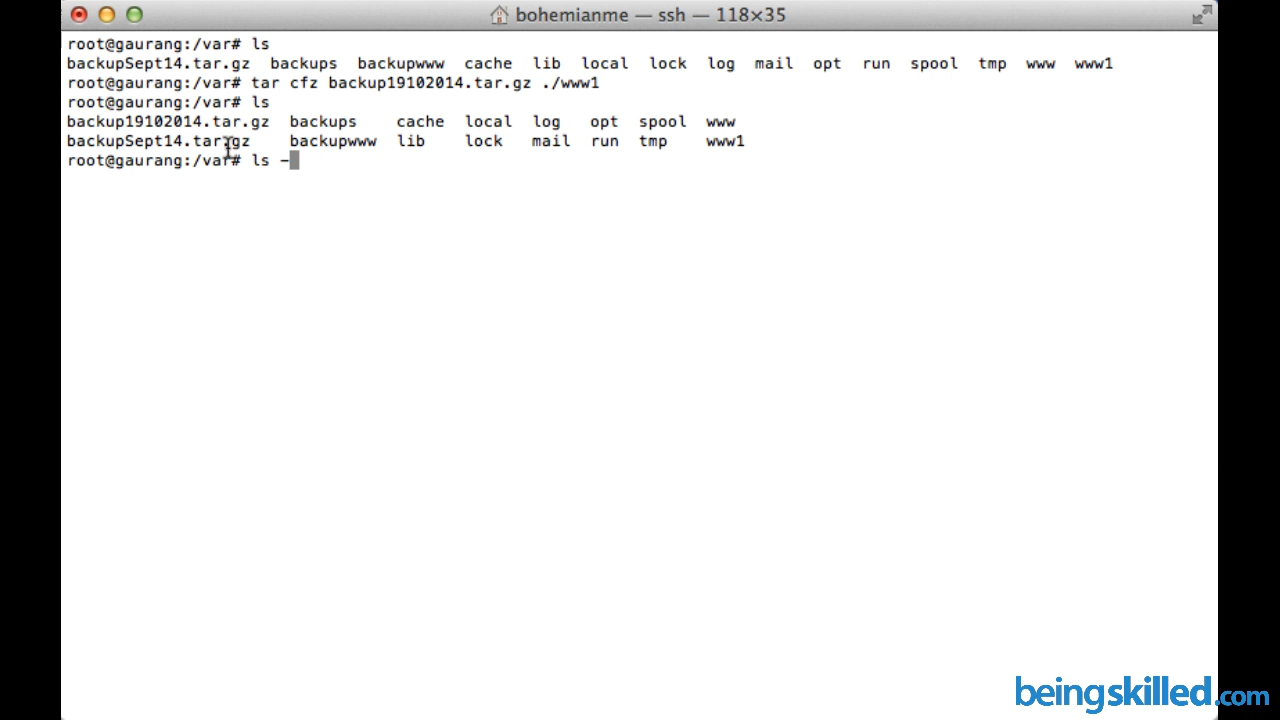 bohemianme — ssh — 118×35
root@gaurang:/var# ls
backupSept14.tar.gz backups backupwww cache lib local lock log mail opt run spool tmp www www1
root@gaurang:/var# tar cfz backup19102014.tar.gz ./www1
root@gaurang:/var# ls
backup19102014.tar.gz backups cache local log opt spool www
backupSept14.tar.gz backupwww lib lock mail run tmp www1
root@gaurang:/var# ls -
beingskilled.com